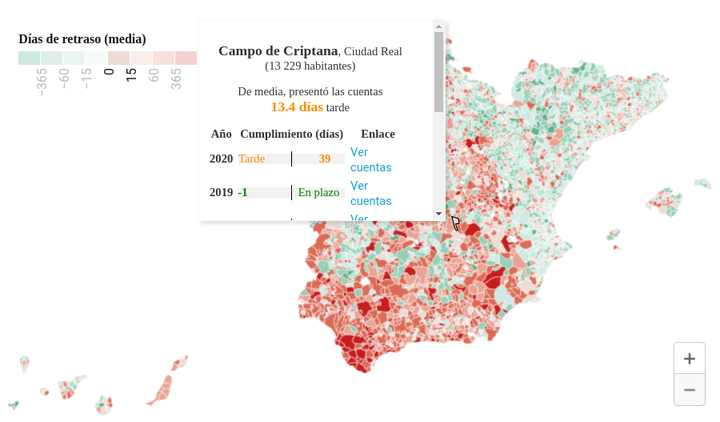 Días de retraso (media)
-365
-60
-15
0
15
60
365
Campo de Criptana, Ciudad Real
(13 229 habitantes)
De media, presentó las cuentas
13.4 días tarde
Año Cumplimiento (días) Enlace
2020 Tarde 39 Ver cuentas
2019 -1 En plazo Ver cuentas
Ver
+
−